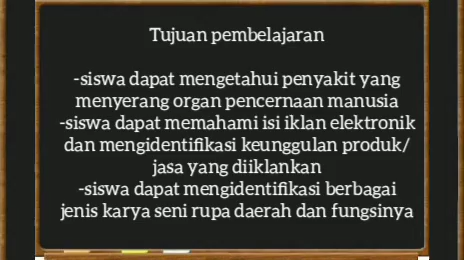 Tujuan pembelajaran
-siswa dapat mengetahui penyakit yang
menyerang organ pencernaan manusia
-siswa dapat memahami isi iklan elektronik
dan mengidentifikasi keunggulan produk/
jasa yang diiklankan
-siswa dapat mengidentifikasi berbagai
jenis karya seni rupa daerah dan fungsinya